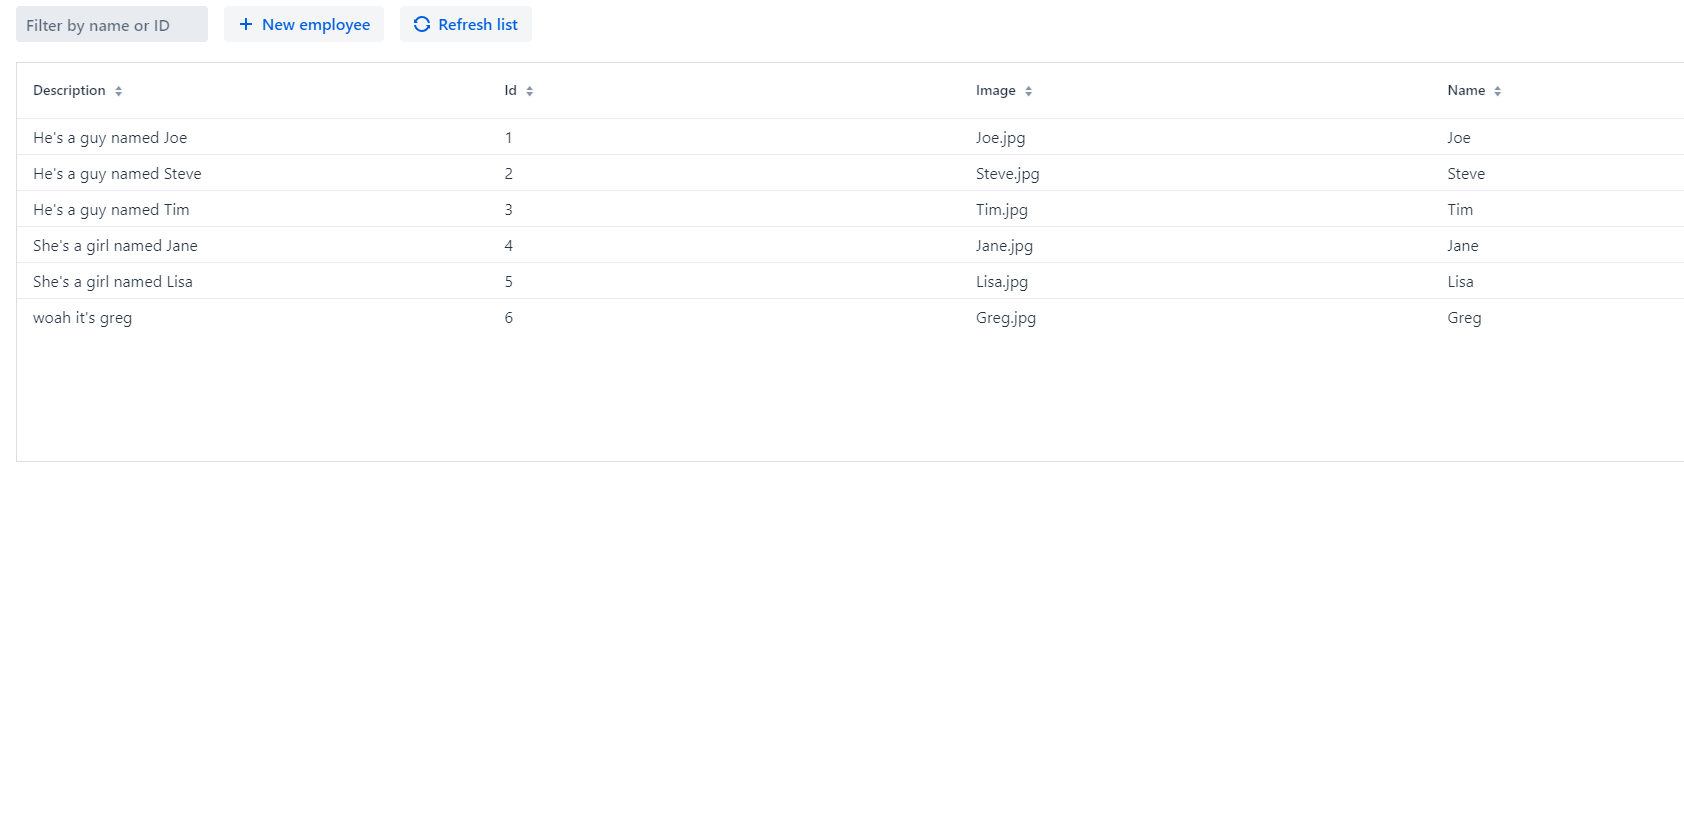 Filter by name or ID New employee Refresh list
Description Id Image Name
He's a guy named Joe 1 Joe.jpg Joe
He's a guy named Steve 2 Steve.jpg Steve
He's a guy named Tim 3 Tim.jpg Tim
She's a girl named Jane 4 Jane.jpg Jane
She's a girl named Lisa 5 Lisa.jpg Lisa
woah it's greg 6 Greg.jpg Greg